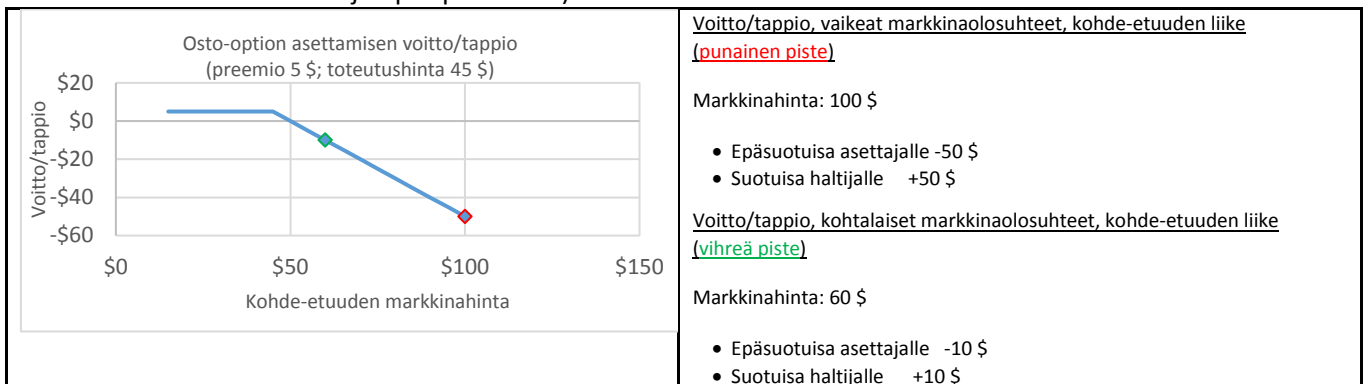 Osto-option asettamisen voitto/tappio
(preemio 5 $; toteutushinta 45 $)
$20
$0
-$20
-$40
-$60
Voitto/tappio
$0 $50 $100 $150
Kohde-etuuden markkinahinta
Voitto/tappio, vaikeat markkinaolosuhteet, kohde-etuuden liike
(punainen piste)
Markkinahinta: 100 $
• Epäsuotuisa asettajalle -50 $
• Suotuisa haltijalle +50 $
Voitto/tappio, kohtalaiset markkinaolosuhteet, kohde-etuuden liike
(vihreä piste)
Markkinahinta: 60 $
• Epäsuotuisa asettajalle -10 $
• Suotuisa haltijalle +10 $